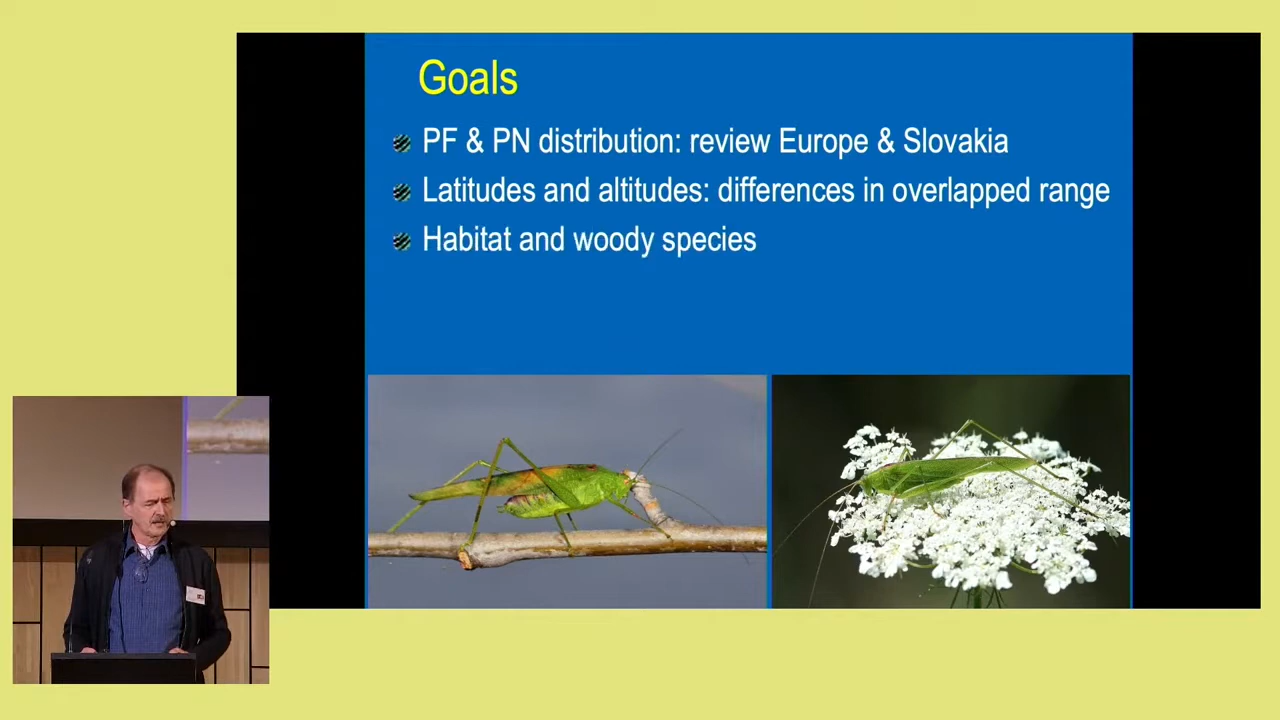 Goals
PF & PN distribution: review Europe & Slovakia
Latitudes and altitudes: differences in overlapped range
Habitat and woody species